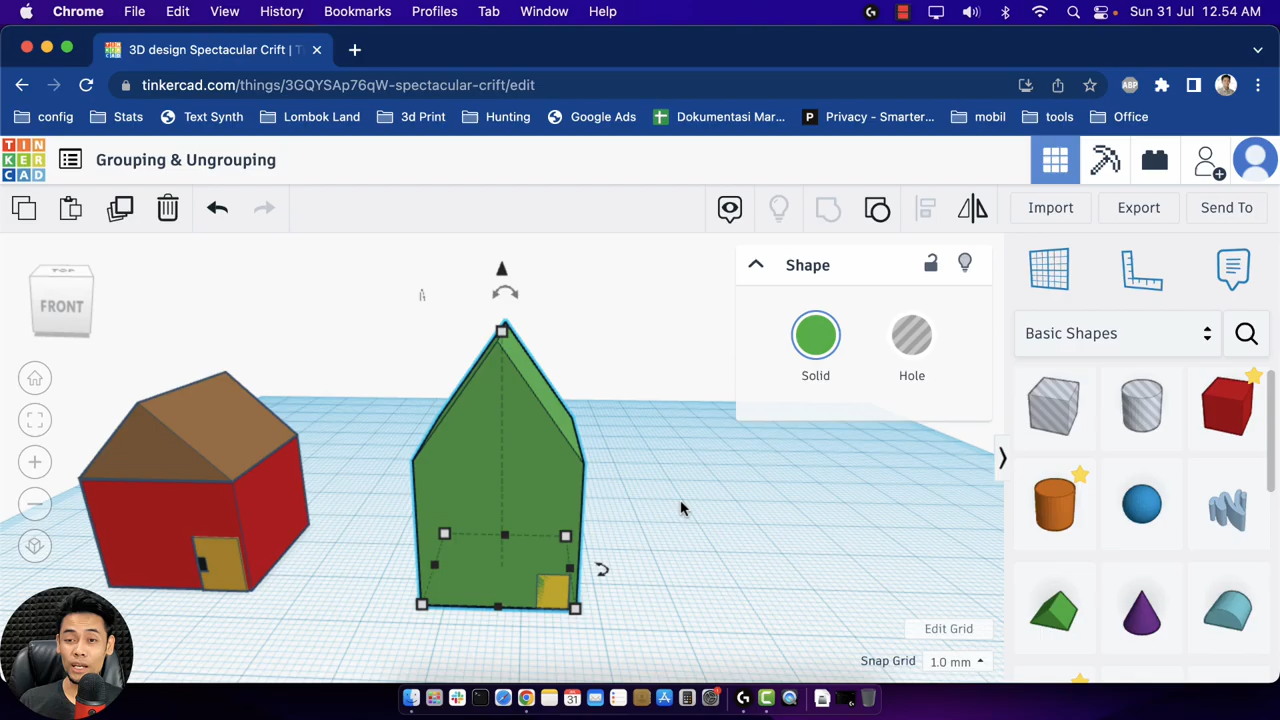 Chrome File Edit View History Bookmarks Profiles Tab Window Help Sun 31 Jul 12.54 AM
3D design Spectacular Crift | T
tinkercad.com/things/3GQYSAp76qW-spectacular-crift/edit
config Stats Text Synth Lombok Land 3d Print Hunting Google Ads Dokumentasi Mar... Privacy - Smarter... mobil tools Office
ABP
P
TIN
KER
CAD
Grouping & Ungrouping
Import Export Send To
TOP
FRONT
Shape
Solid Hole
Basic Shapes
Edit Grid
Snap Grid 1.0 mm
31